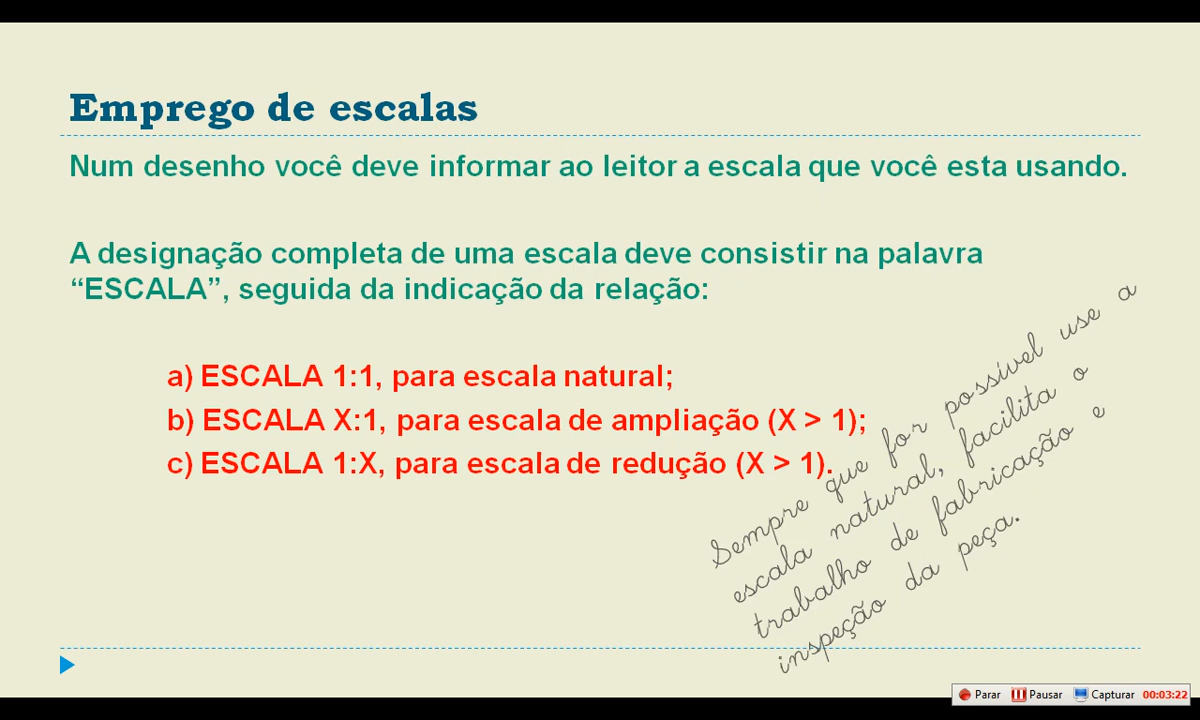 Emprego de escalas
Num desenho você deve informar ao leitor a escala que você esta usando.
A designação completa de uma escala deve consistir na palavra
“ESCALA”, seguida da indicação da relação:
a) ESCALA 1:1, para escala natural;
b) ESCALA X:1, para escala de ampliação (X > 1);
c) ESCALA 1:X, para escala de redução (X > 1).
Sempre que for possível use a
escala natural, facilita o
trabalho de fabricação e
inspeção da peça.
Parar Pausar Capturar 00:03:22